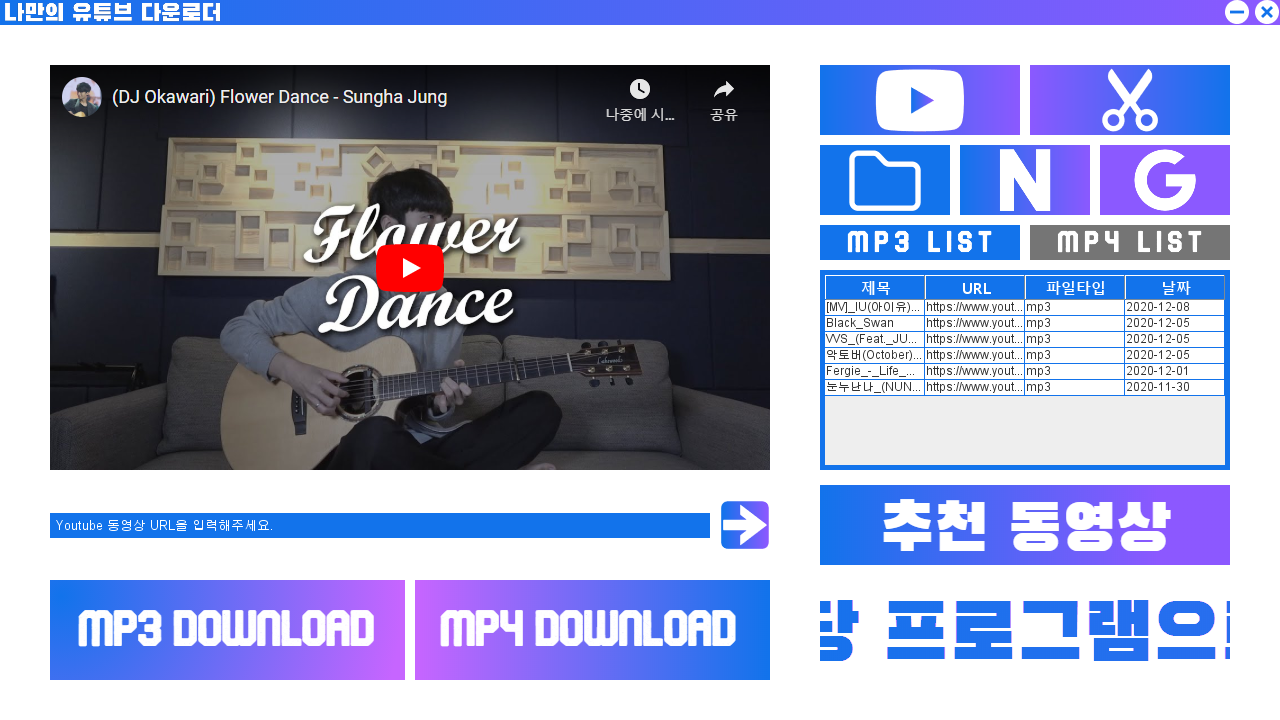 나만의 유튜브 다운로더
(DJ Okawari) Flower Dance - Sungha Jung
나중에 시...
공유
Flower
Dance
Youtube 동영상 URL을 입력해주세요.
MP3 DOWNLOAD
MP4 DOWNLOAD
N
G
MP3 LIST
MP4 LIST
제목 URL 파일타입 날짜
[MV]_IU(아이유)... https://www.yout... mp3 2020-12-08
Black_Swan https://www.yout... mp3 2020-12-05
VVS_(Feat._JU... https://www.yout... mp3 2020-12-05
악토버(October)... https://www.yout... mp3 2020-12-05
Fergie_-_Life_... https://www.yout... mp3 2020-12-01
눈누난나_(NUN... https://www.yout... mp3 2020-11-30
추천 동영상
프로그램으